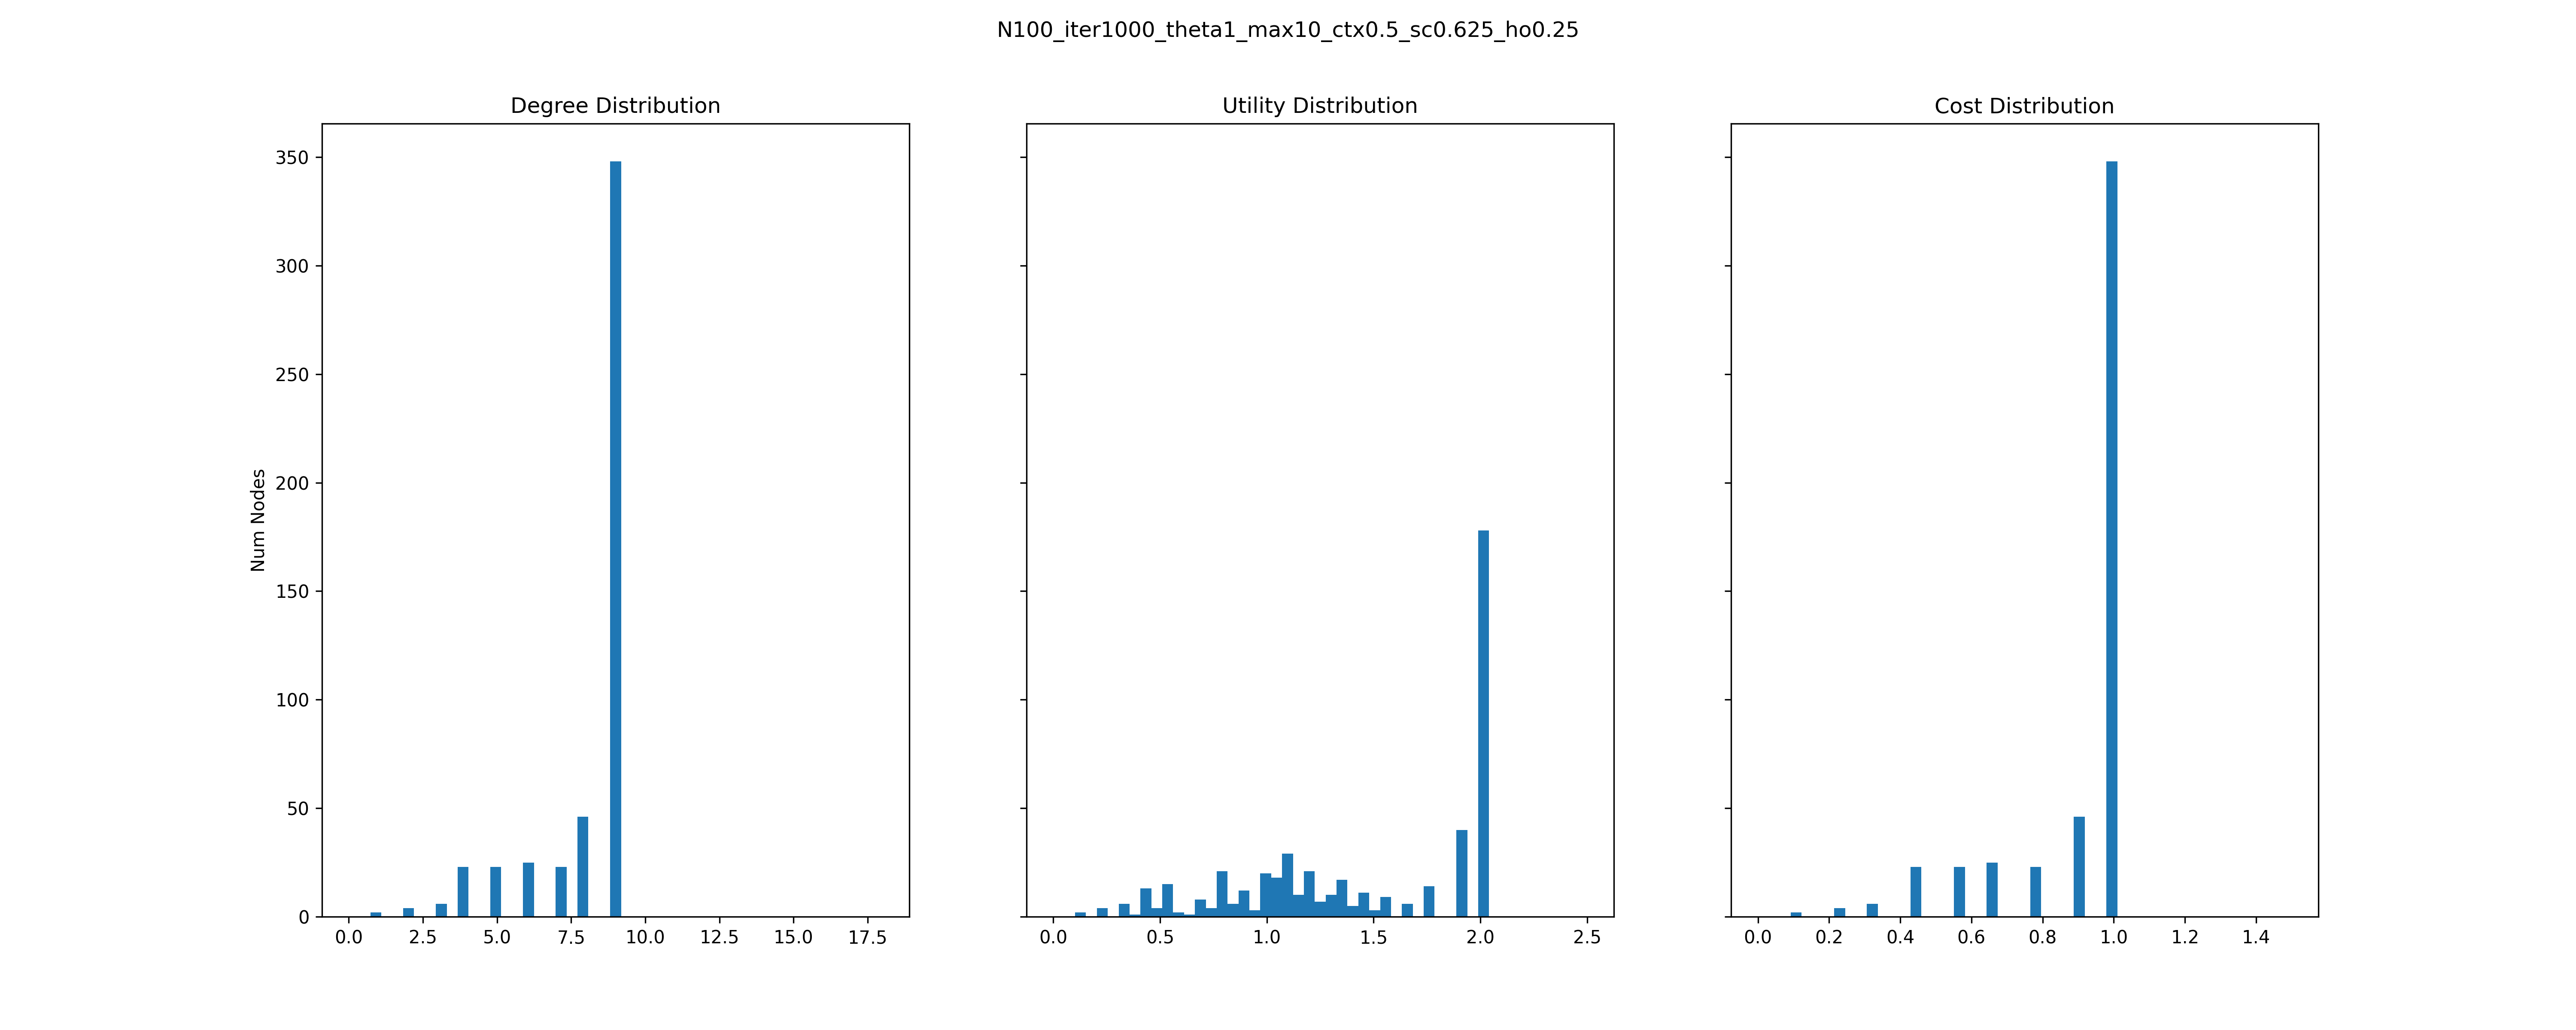 N100_iter1000_theta1_max10_ctx0.5_sc0.625_ho0.25
Degree Distribution
Utility Distribution
Cost Distribution
Num Nodes
350
300
250
200
150
100
50
0
0.0 2.5 5.0 7.5 10.0 12.5 15.0 17.5
0.0 0.5 1.0 1.5 2.0 2.5
0.0 0.2 0.4 0.6 0.8 1.0 1.2 1.4